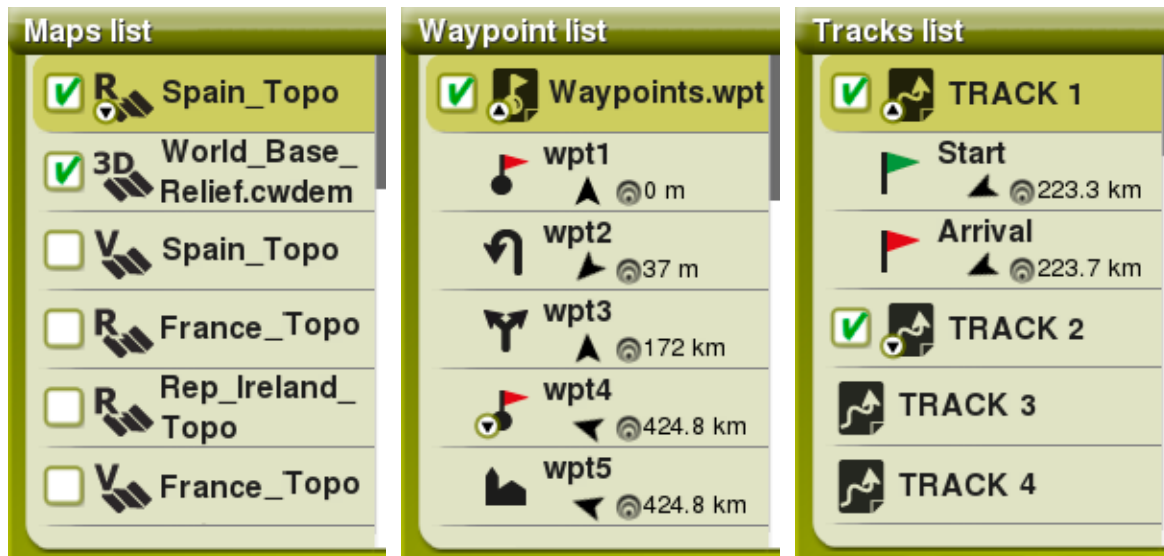 Maps list
R Spain_Topo
3D World_Base_
Relief.cwdem
V Spain_Topo
R France_Topo
R Rep_Ireland_
Topo
V France_Topo
Waypoint list
Waypoints.wpt
wpt1
0 m
wpt2
37 m
wpt3
172 km
wpt4
424.8 km
wpt5
424.8 km
Tracks list
TRACK 1
Start
223.3 km
Arrival
223.7 km
TRACK 2
TRACK 3
TRACK 4